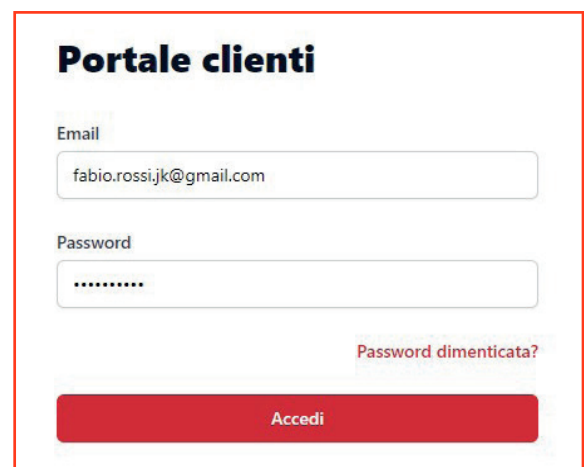 Portale clienti
Email
fabio.rossi.jk@gmail.com
Password
••••••••••
Password dimenticata?
Accedi